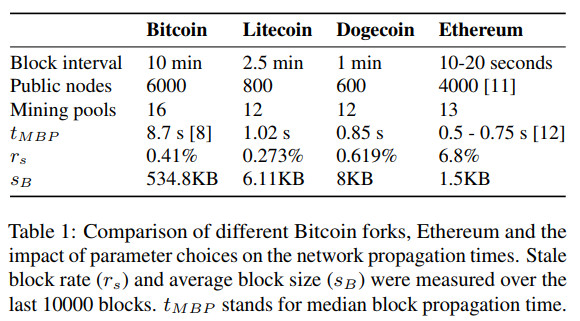 Bitcoin Litecoin Dogecoin Ethereum
Block interval 10 min 2.5 min 1 min 10-20 seconds
Public nodes 6000 800 600 4000 [11]
Mining pools 16 12 12 13
t_MBP 8.7 s [8] 1.02 s 0.85 s 0.5 - 0.75 s [12]
r_s 0.41% 0.273% 0.619% 6.8%
s_B 534.8KB 6.11KB 8KB 1.5KB
Table 1: Comparison of different Bitcoin forks, Ethereum and the
impact of parameter choices on the network propagation times. Stale
block rate (r_s) and average block size (s_B) were measured over the
last 10000 blocks. t_MBP stands for median block propagation time.